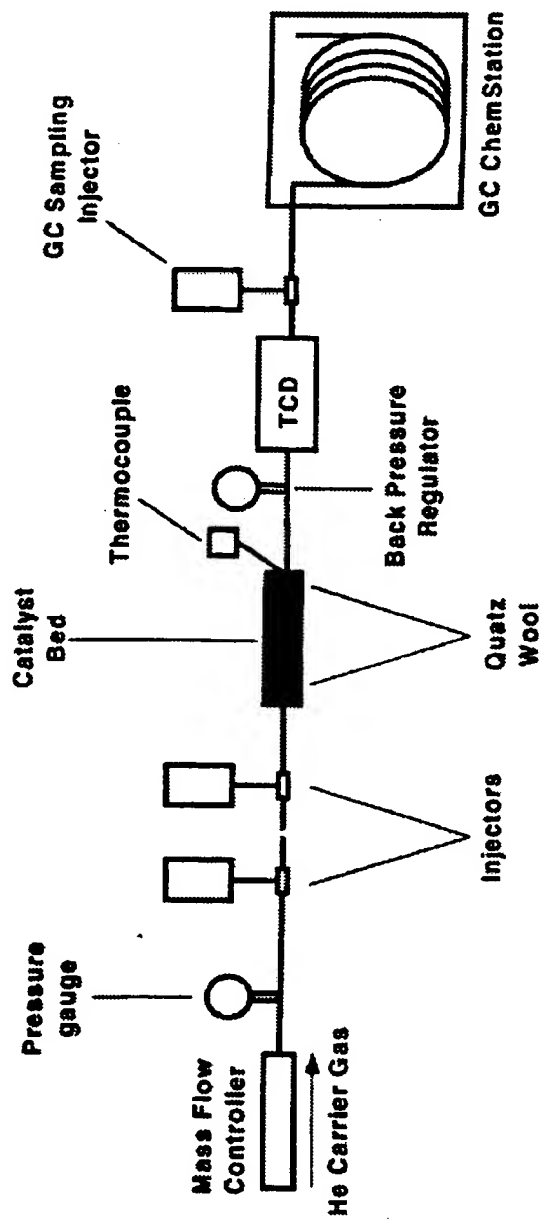 Pressure
gauge
Catalyst
Bed
Thermocouple
GC Sampling
Injector
Mass Flow
Controller
He Carrier Gas
TCD
Injectors
Quatz
Wool
Back Pressure
Regulator
GC ChemStation